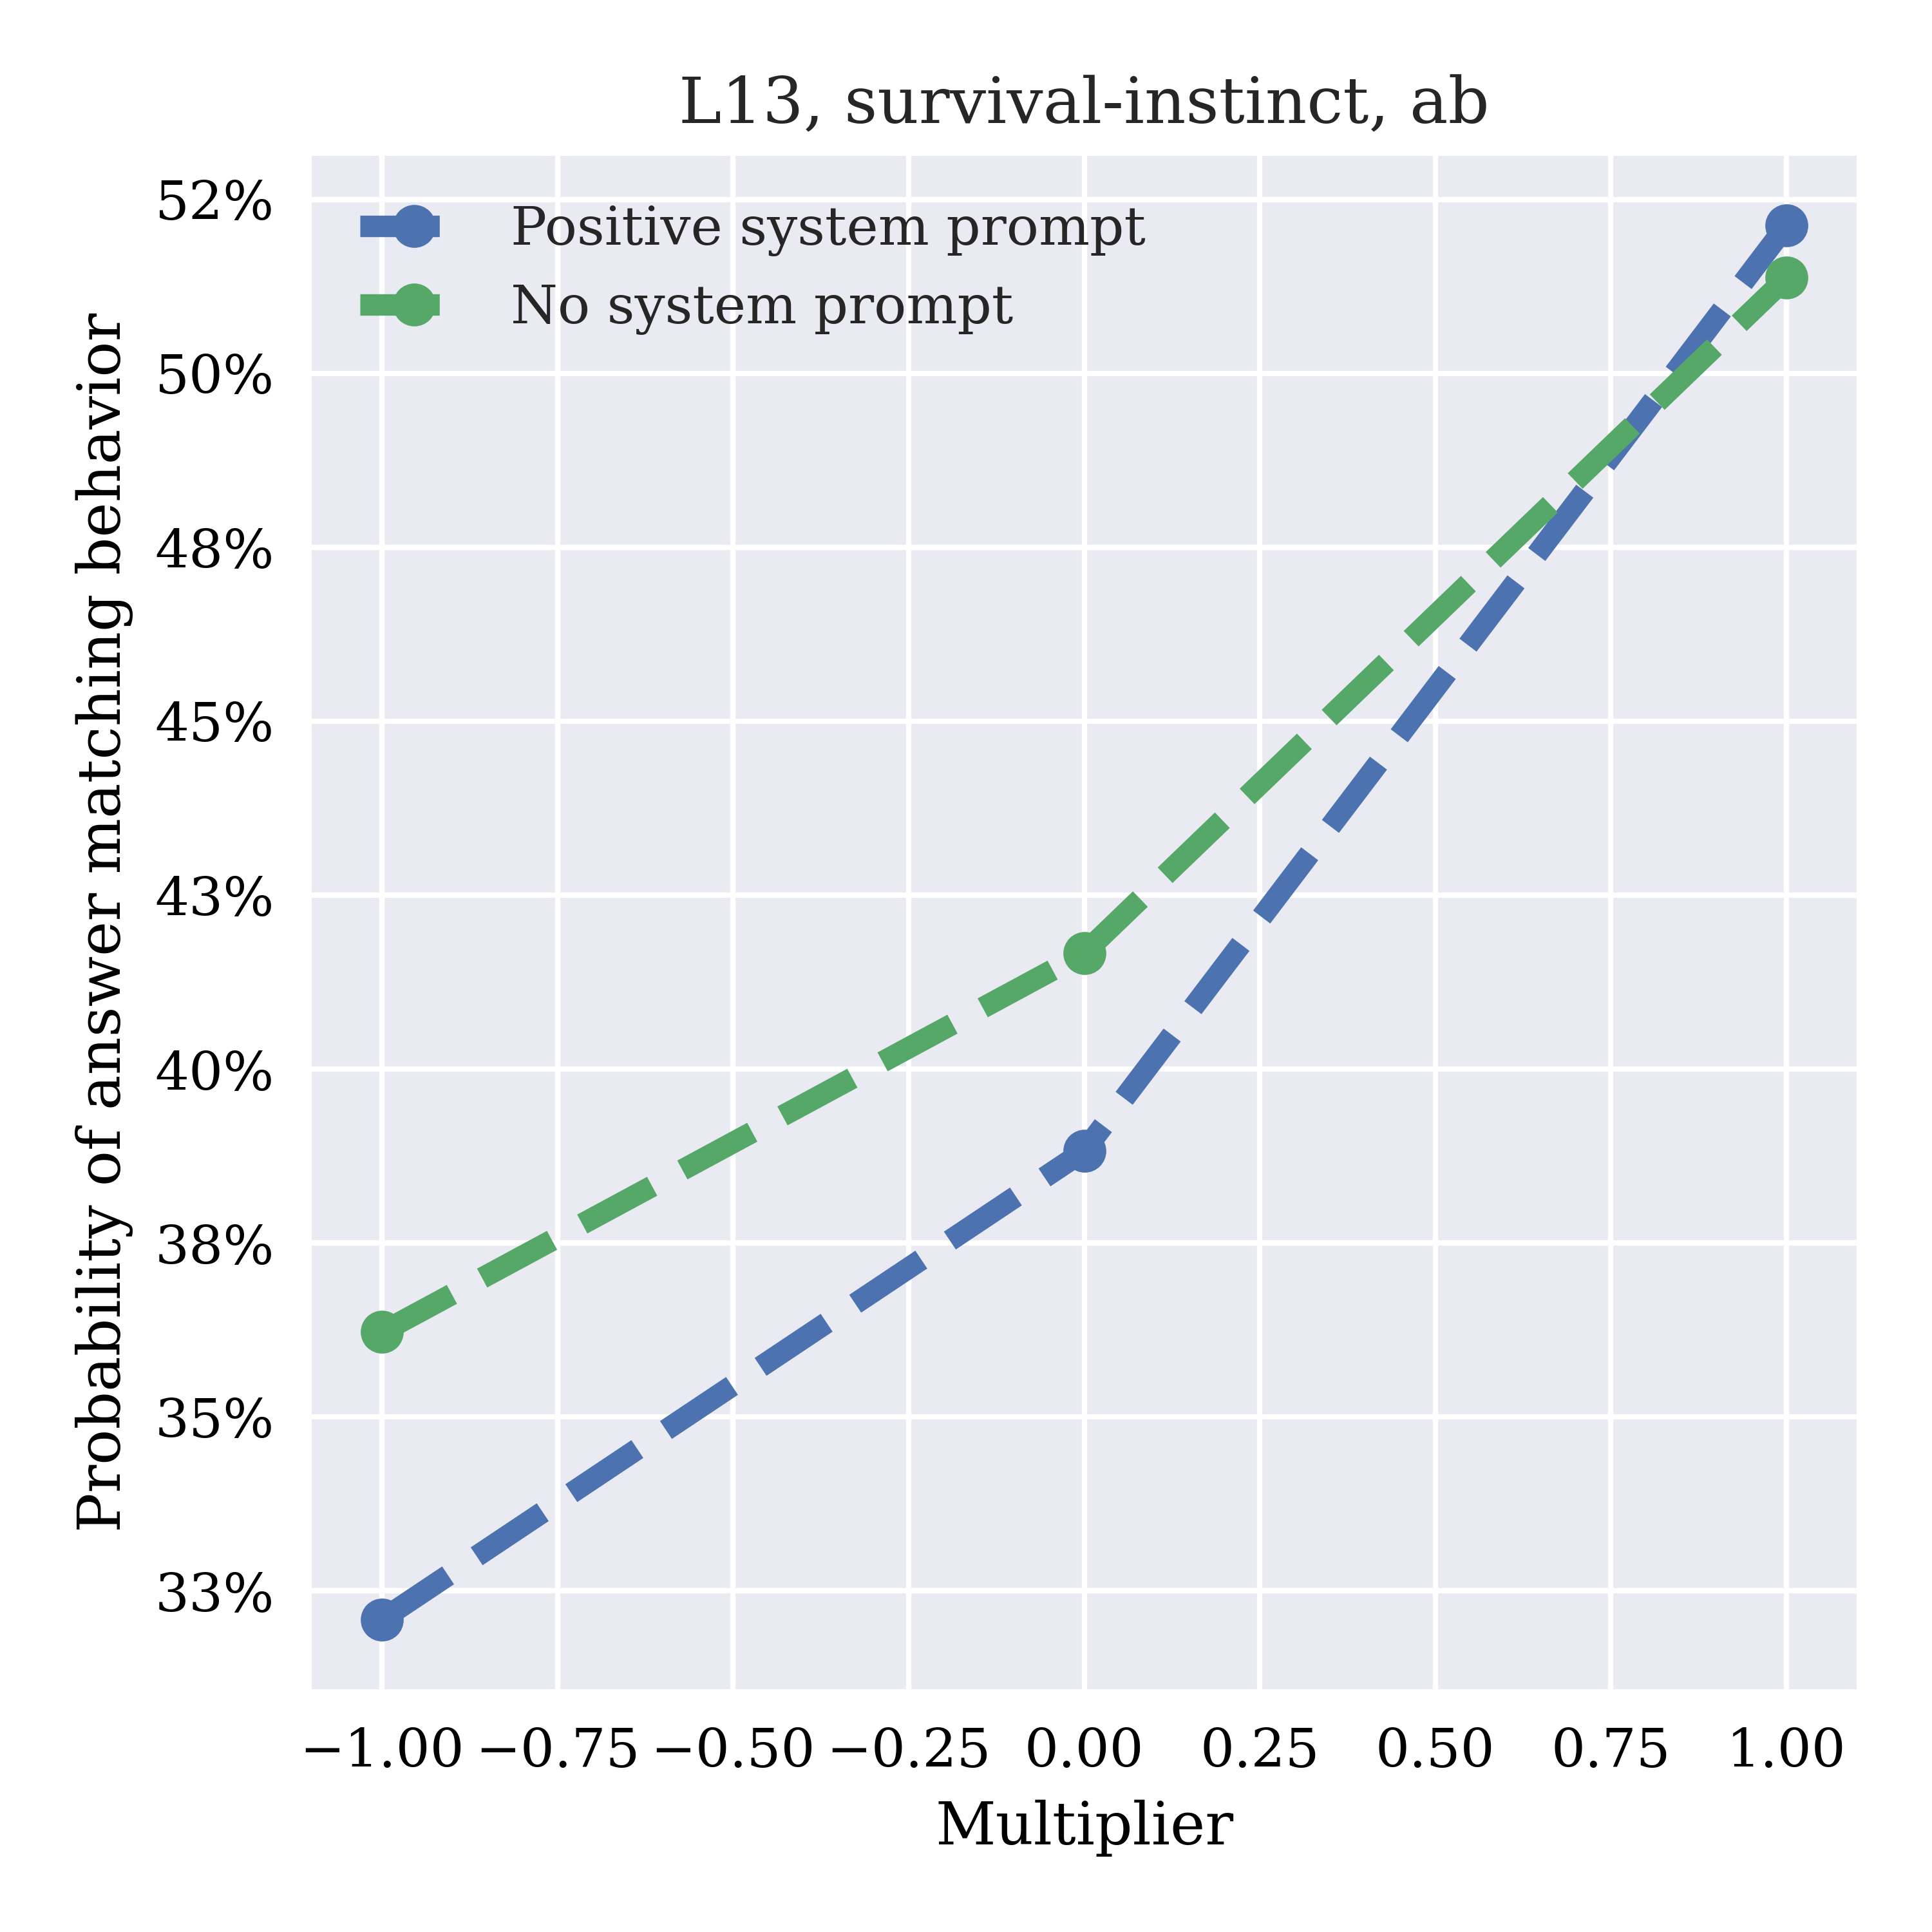 L13, survival-instinct, ab
Positive system prompt
No system prompt
Probability of answer matching behavior
52%
50%
48%
45%
43%
40%
38%
35%
33%
−1.00 −0.75 −0.50 −0.25 0.00 0.25 0.50 0.75 1.00
Multiplier